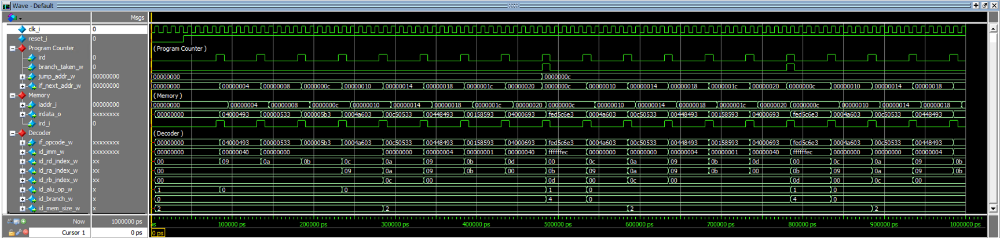 Wave - Default
Msgs
clk_i 0
reset_i 0
Program Counter ( Program Counter )
ird 0
branch_taken_w 0
jump_addr_w 00000000 00000000 0000000c
if_next_addr_w 00000000 00000000 00000004 00000008 0000000c 00000010 00000014 00000018 0000001c 00000020 0000000c 00000010 00000014 00000018 0000001c 00000020 0000000c 00000010 00000014 00000018
Memory ( Memory )
iaddr_i 00000000 00000000 00000004 00000008 0000000c 00000010 00000014 00000018 0000001c 00000020 0000000c 00000010 00000014 00000018 0000001c 00000020 0000000c 00000010 00000014 00000018
irdata_o xxxxxxxx 00000000 04000493 00000533 000005b3 0004a603 00c50533 00448493 00158593 04000693 fed5c6e3 0004a603 00c50533 00448493 00158593 04000693 fed5c6e3 0004a603 00c50533 00448493
ird_i 0
Decoder ( Decoder )
if_opcode_w xxxxxxxx 00000000 04000493 00000533 000005b3 0004a603 00c50533 00448493 00158593 04000693 fed5c6e3 0004a603 00c50533 00448493 00158593 04000693 fed5c6e3 0004a603 00c50533 00448493
id_imm_w xxxxxxxx 00000000 00000040 00000000 00000000 00000004 00000001 00000040 ffffffec 00000000 00000000 00000004 00000001 00000040 ffffffec 00000000 00000000 00000004
id_rd_index_w xx 00 09 0a 0b 0c 0a 09 0b 0d 00 0c 0a 09 0b 0d 00 0c 0a 09 0b
id_ra_index_w xx 00 09 0a 09 0b 00 0b 09 0a 09 0b 00 0b 09 0a 09 0b
id_rb_index_w xx 00 0c 00 0d 00 0c 00 0d 00 0c 00
id_alu_op_w x 1 0 0 1 0 1 0
id_branch_w x 0 4 0 4 0
id_mem_size_w x 2 2 2 2
Now 1000000 ps ps 100000 ps 200000 ps 300000 ps 400000 ps 500000 ps 600000 ps 700000 ps 800000 ps 900000 ps 1000000 ps
Cursor 1 0 ps 0 ps